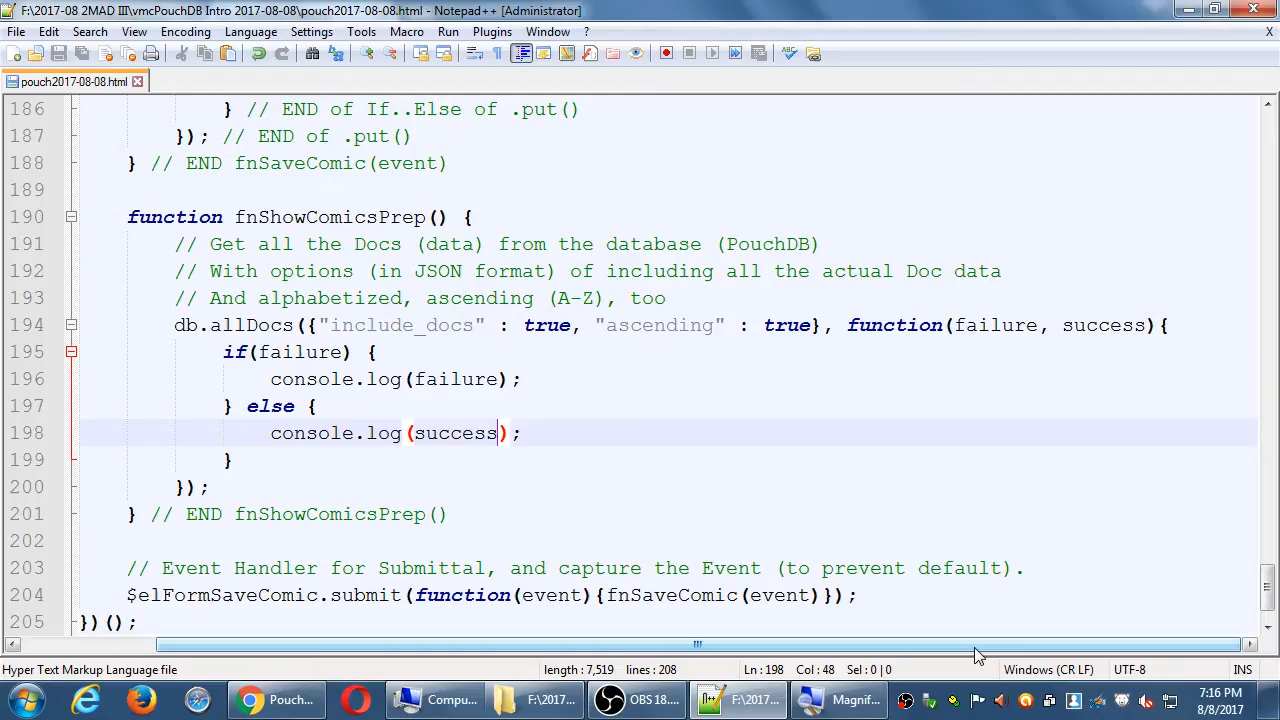 F:\2017-08 2MAD III\vmcPouchDB Intro 2017-08-08\pouch2017-08-08.html - Notepad++ [Administrator]
File Edit Search View Encoding Language Settings Tools Macro Run Plugins Window ? X
pouch2017-08-08.html
186 } // END of If..Else of .put()
187 }); // END of .put()
188 } // END fnSaveComic(event)
189
190 function fnShowComicsPrep() {
191 // Get all the Docs (data) from the database (PouchDB)
192 // With options (in JSON format) of including all the actual Doc data
193 // And alphabetized, ascending (A-Z), too
194 db.allDocs({"include_docs" : true, "ascending" : true}, function(failure, success){
195 if(failure) {
196 console.log(failure);
197 } else {
198 console.log(success);
199 }
200 });
201 } // END fnShowComicsPrep()
202
203 // Event Handler for Submittal, and capture the Event (to prevent default).
204 $elFormSaveComic.submit(function(event){fnSaveComic(event)});
205 })();
Hyper Text Markup Language file length : 7,519 lines : 208 Ln : 198 Col : 48 Sel : 0 | 0 Windows (CR LF) UTF-8 INS
Pouch... Compu... F:\2017... OBS 18.... F:\2017... Magnif... 7:16 PM
8/8/2017